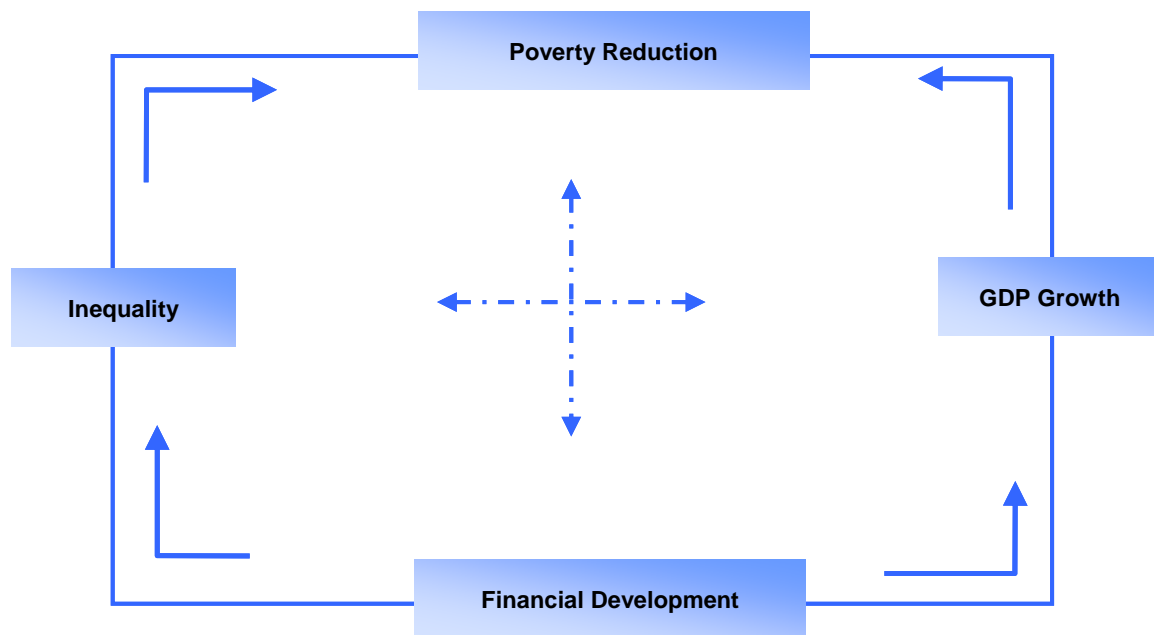 Poverty Reduction
Inequality
GDP Growth
Financial Development